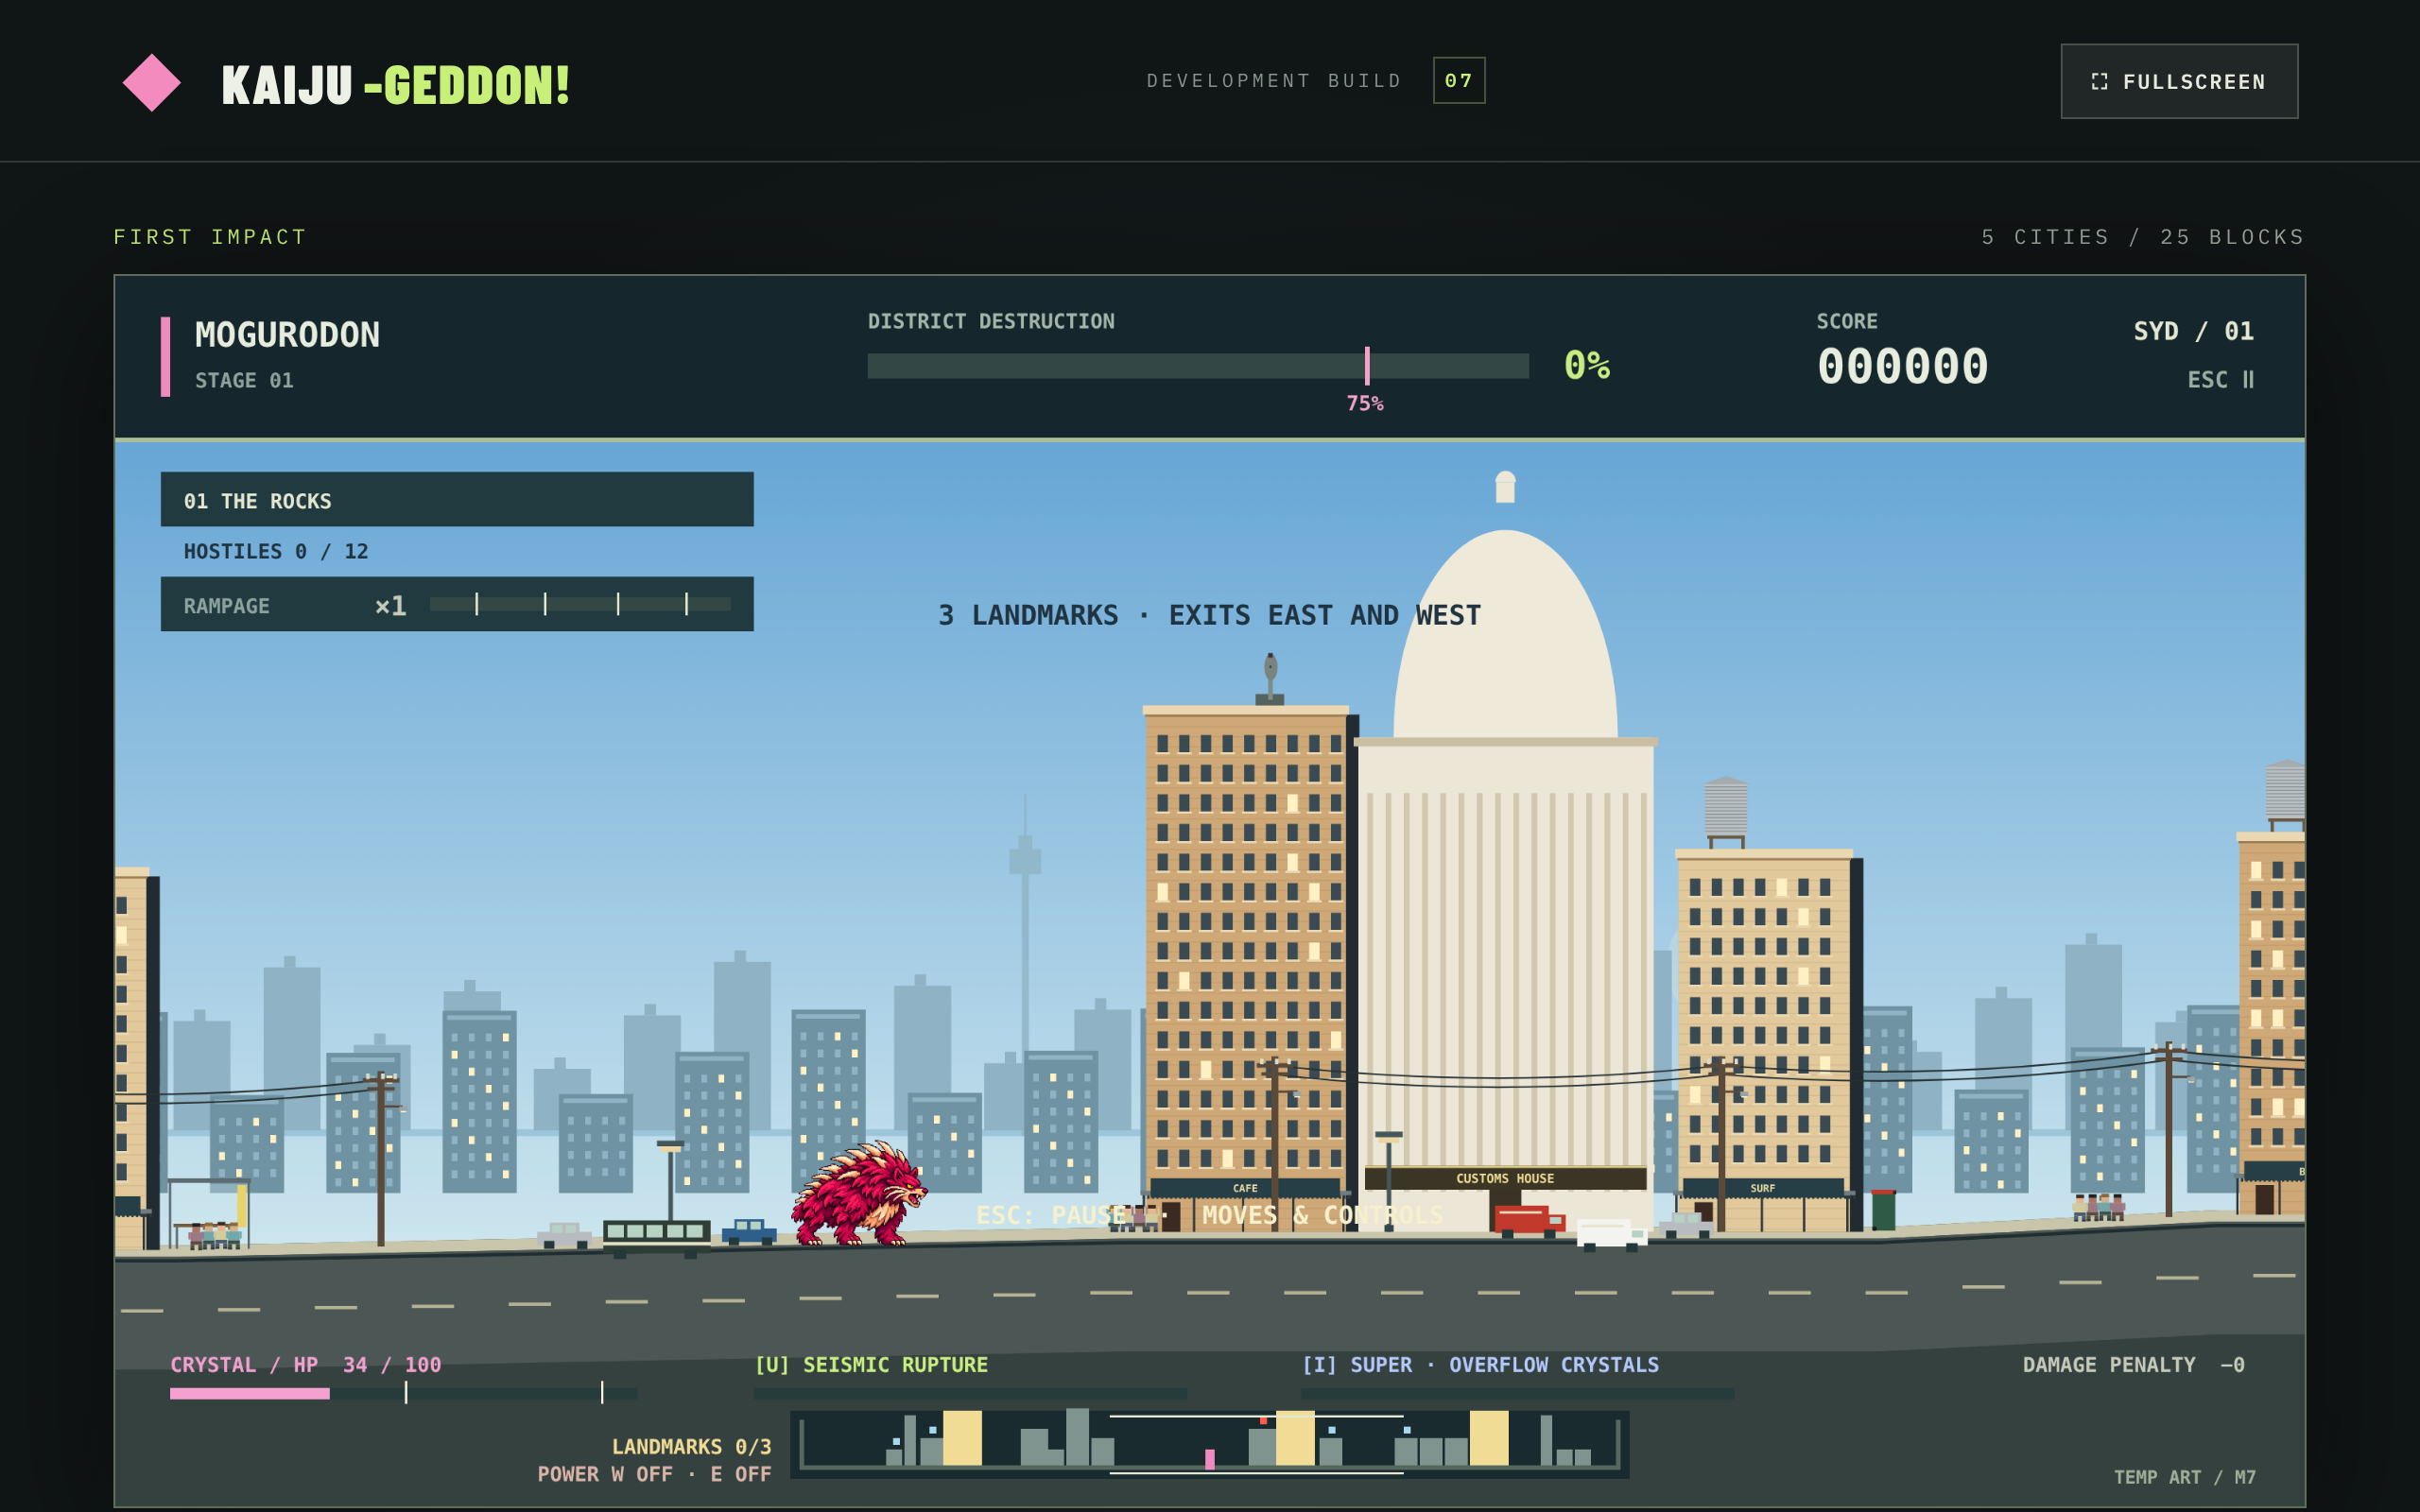 KAIJU-GEDDON!
DEVELOPMENT BUILD 07
FULLSCREEN
FIRST IMPACT
5 CITIES / 25 BLOCKS
MOGURODON
STAGE 01
DISTRICT DESTRUCTION
0%
75%
SCORE
000000
SYD / 01
ESC II
01 THE ROCKS
HOSTILES 0 / 12
RAMPAGE ×1
3 LANDMARKS · EXITS EAST AND WEST
CUSTOMS HOUSE
CAFE
SURF
B
ESC: PAUSE · MOVES & CONTROLS
CRYSTAL / HP 34 / 100
[U] SEISMIC RUPTURE
[I] SUPER · OVERFLOW CRYSTALS
DAMAGE PENALTY −0
LANDMARKS 0/3
POWER W OFF · E OFF
TEMP ART / M7